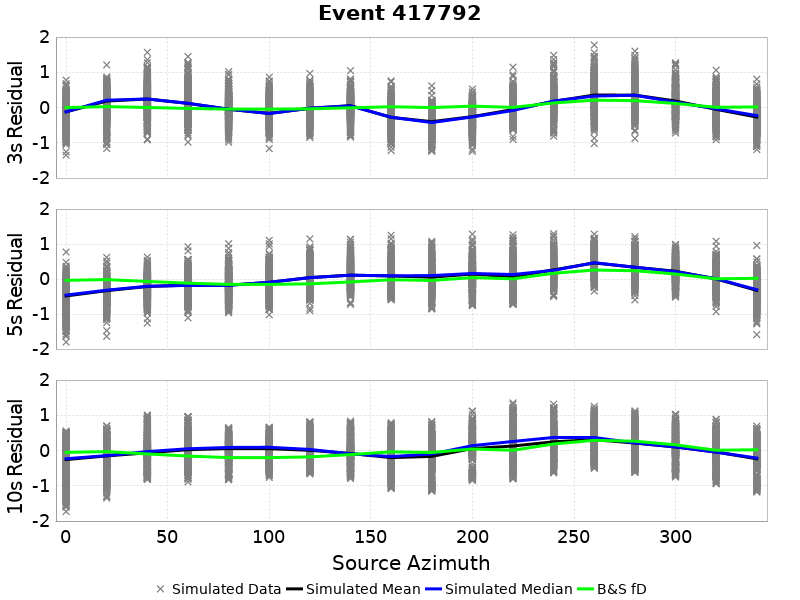 Event 417792
3s Residual
2
1
0
-1
-2
5s Residual
2
1
0
-1
-2
10s Residual
2
1
0
-1
-2
0 50 100 150 200 250 300
Source Azimuth
Simulated Data Simulated Mean Simulated Median B&S fD